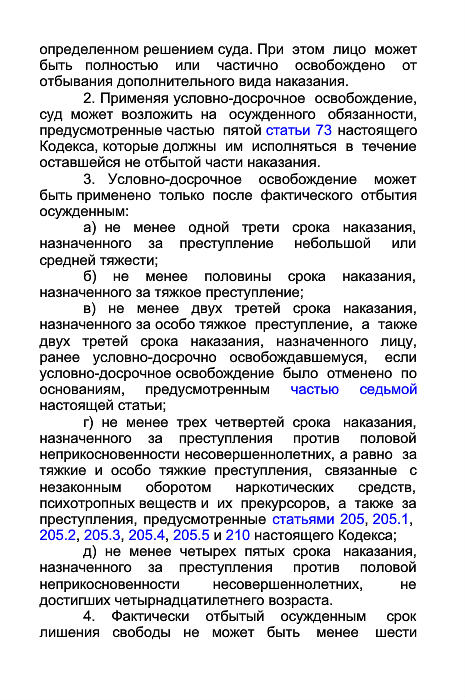 определенном решением суда. При этом лицо может
быть полностью или частично освобождено от
отбывания дополнительного вида наказания.
2. Применяя условно-досрочное освобождение,
суд может возложить на осужденного обязанности,
предусмотренные частью пятой статьи 73 настоящего
Кодекса, которые должны им исполняться в течение
оставшейся не отбытой части наказания.
3. Условно-досрочное освобождение может
быть применено только после фактического отбытия
осужденным:
а) не менее одной трети срока наказания,
назначенного за преступление небольшой или
средней тяжести;
б) не менее половины срока наказания,
назначенного за тяжкое преступление;
в) не менее двух третей срока наказания,
назначенного за особо тяжкое преступление, а также
двух третей срока наказания, назначенного лицу,
ранее условно-досрочно освобождавшемуся, если
условно-досрочное освобождение было отменено по
основаниям, предусмотренным частью седьмой
настоящей статьи;
г) не менее трех четвертей срока наказания,
назначенного за преступления против половой
неприкосновенности несовершеннолетних, а равно за
тяжкие и особо тяжкие преступления, связанные с
незаконным оборотом наркотических средств,
психотропных веществ и их прекурсоров, а также за
преступления, предусмотренные статьями 205, 205.1,
205.2, 205.3, 205.4, 205.5 и 210 настоящего Кодекса;
д) не менее четырех пятых срока наказания,
назначенного за преступления против половой
неприкосновенности несовершеннолетних, не
достигших четырнадцатилетнего возраста.
4. Фактически отбытый осужденным срок
лишения свободы не может быть менее шести